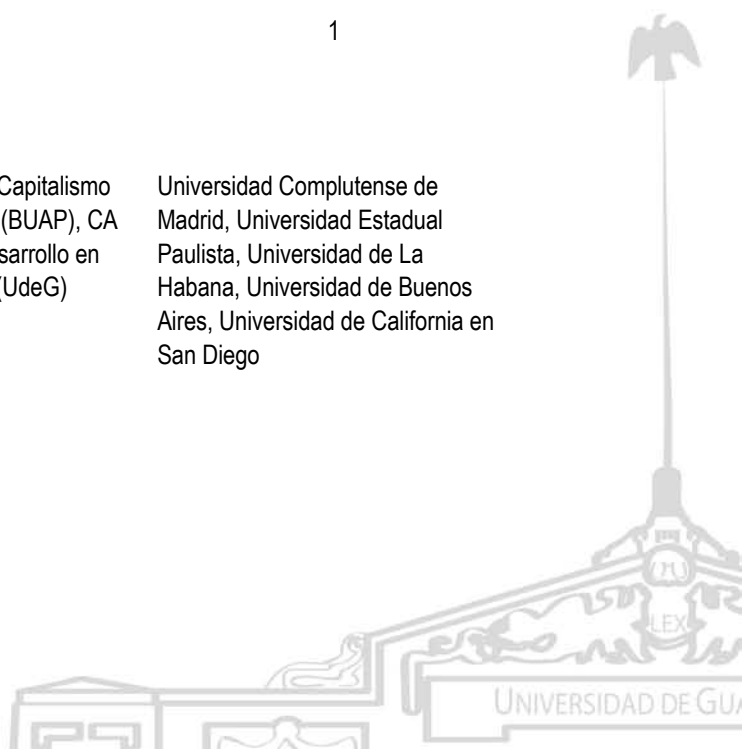 1
Capitalismo
(BUAP), CA
sarrollo en
(UdeG)
Universidad Complutense de
Madrid, Universidad Estadual
Paulista, Universidad de La
Habana, Universidad de Buenos
Aires, Universidad de California en
San Diego
LEX
UNIVERSIDAD DE GUA